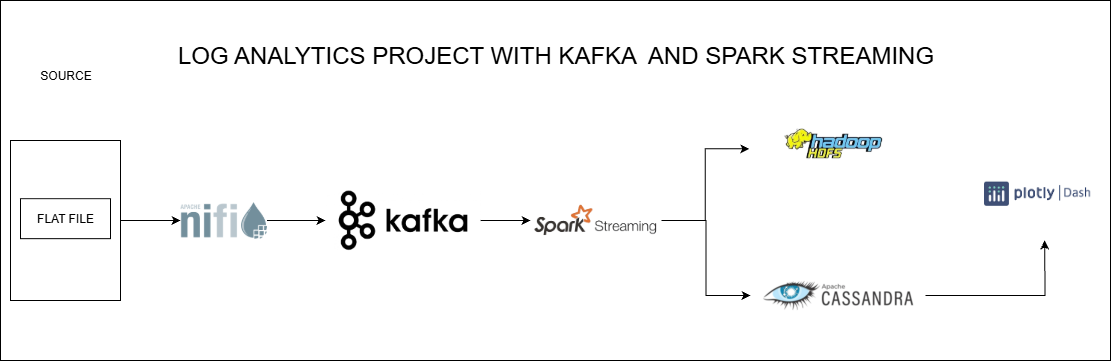 LOG ANALYTICS PROJECT WITH KAFKA AND SPARK STREAMING
SOURCE
FLAT FILE
APACHE
nifi
kafka
Spark Streaming
hadoop
HDFS
plotly | Dash
Apache
CASSANDRA